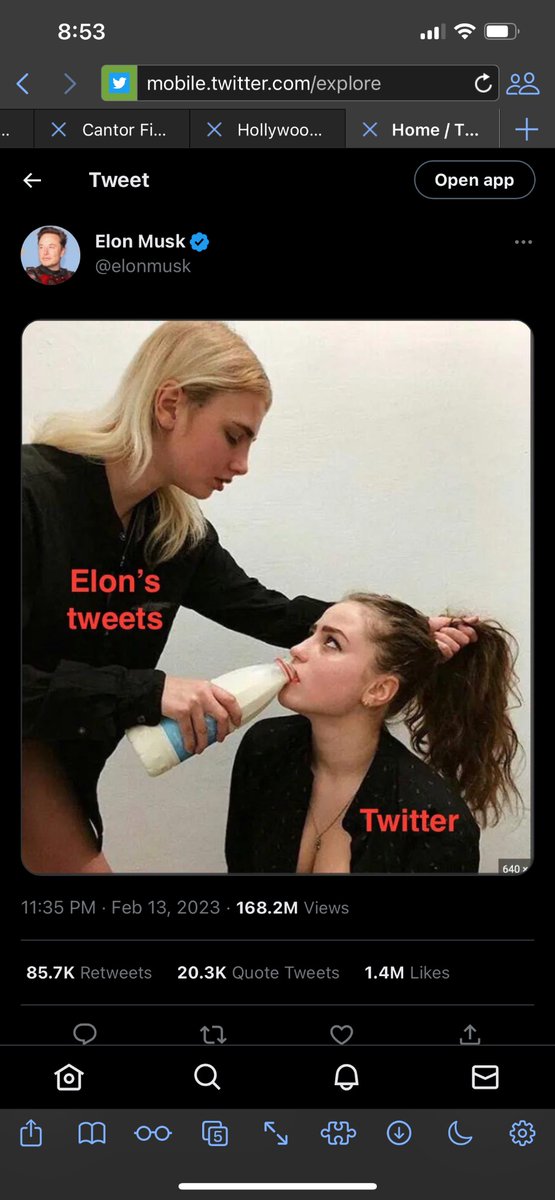 8:53
mobile.twitter.com/explore
..
Cantor Fi...
Hollywoo...
Home / T...
Tweet
Open app
Elon Musk
@elonmusk
Elon's
tweets
Twitter
640 ×
11:35 PM · Feb 13, 2023 · 168.2M Views
85.7K Retweets 20.3K Quote Tweets 1.4M Likes
5